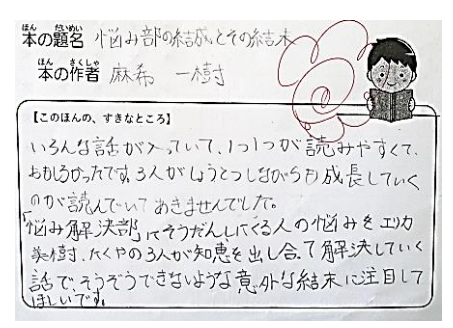 本の題名 悩み部の結成とその結末
本の作者 麻希 一樹
【このほんの、すきなところ】
いろんな話が入っていて、1つ1つが読みやすくて、
おもしろかったです。3人がしょうとつしながらも成長していく
のが読んでいてあきませんでした。
「悩み解決部」にそうだんしにくる人の悩みをエリカ
美樹、たくやの3人が知恵を出し合って解決していく
話で、そうぞうできないような意外な結末に注目して
ほしいです。